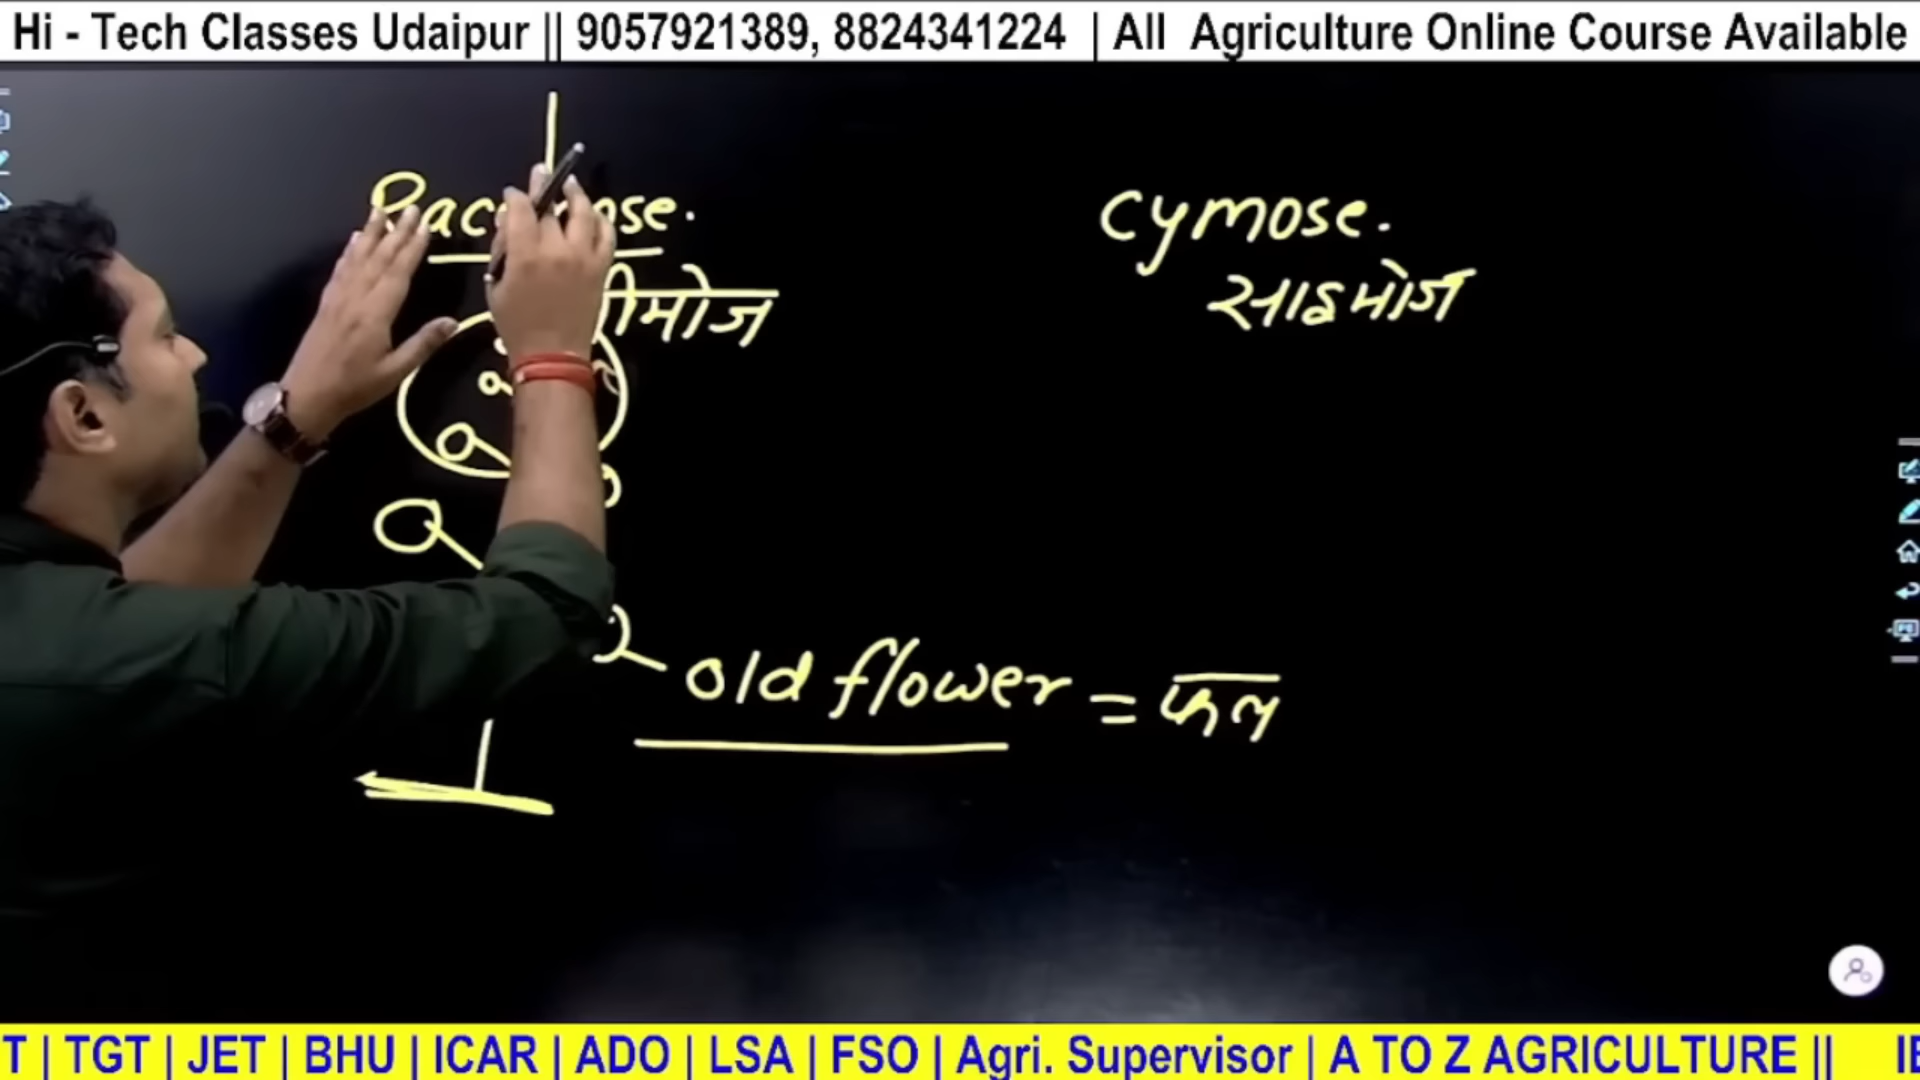 Hi - Tech Classes Udaipur || 9057921389, 8824341224 | All Agriculture Online Course Available
Cymose.
साइमोज
old flower = फल
T | TGT | JET | BHU | ICAR | ADO | LSA | FSO | Agri. Supervisor | A TO Z AGRICULTURE ||